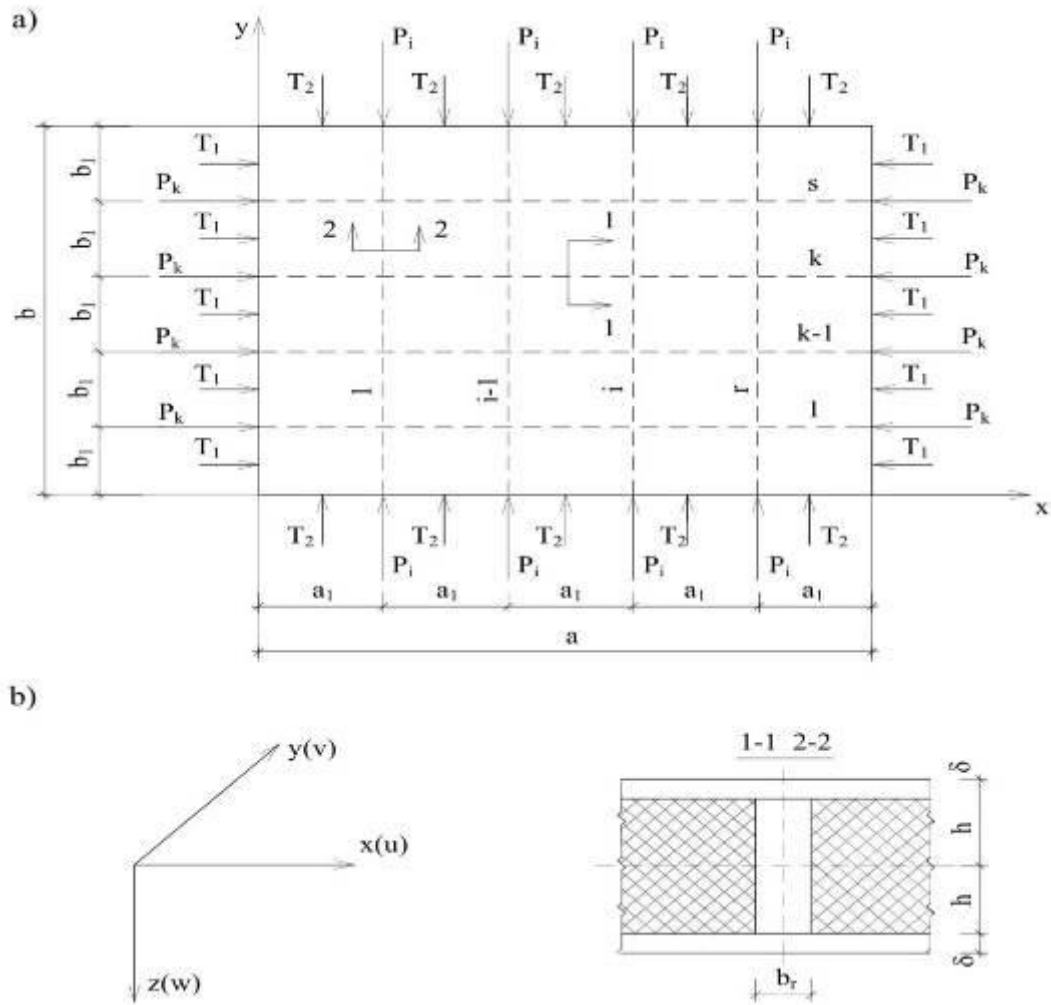 a)
y
P_i P_i P_i P_i
T_2 T_2 T_2 T_2 T_2
T_1 T_1
P_k s P_k
T_1 2 2 1 T_1
P_k k P_k
T_1 1 T_1
P_k k-1 P_k
T_1 1 i-1 i r T_1
P_k 1 P_k
T_1 T_1
x
T_2 T_2 T_2 T_2 T_2
P_i P_i P_i P_i
a_1 a_1 a_1 a_1 a_1
a
b
b_1 b_1 b_1 b_1 b_1
b)
y(v)
x(u)
z(w)
1-1 2-2
δ
h
h
δ
b_r